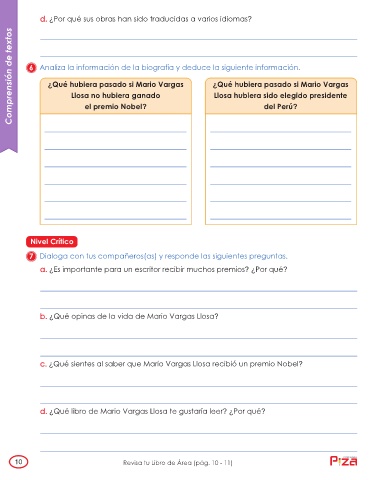 Comprensión de textos
d. ¿Por qué sus obras han sido traducidas a varios idiomas?
6 Analiza la información de la biografía y deduce la siguiente información.
¿Qué hubiera pasado si Mario Vargas
Llosa no hubiera ganado
el premio Nobel?
¿Qué hubiera pasado si Mario Vargas
Llosa hubiera sido elegido presidente
del Perú?
Nivel Crítico
7 Dialoga con tus compañeros(as) y responde las siguientes preguntas.
a. ¿Es importante para un escritor recibir muchos premios? ¿Por qué?
b. ¿Qué opinas de la vida de Mario Vargas Llosa?
c. ¿Qué sientes al saber que Mario Vargas Llosa recibió un premio Nobel?
d. ¿Qué libro de Mario Vargas Llosa te gustaría leer? ¿Por qué?
10
Revisa tu Libro de Área (pág. 10 - 11)